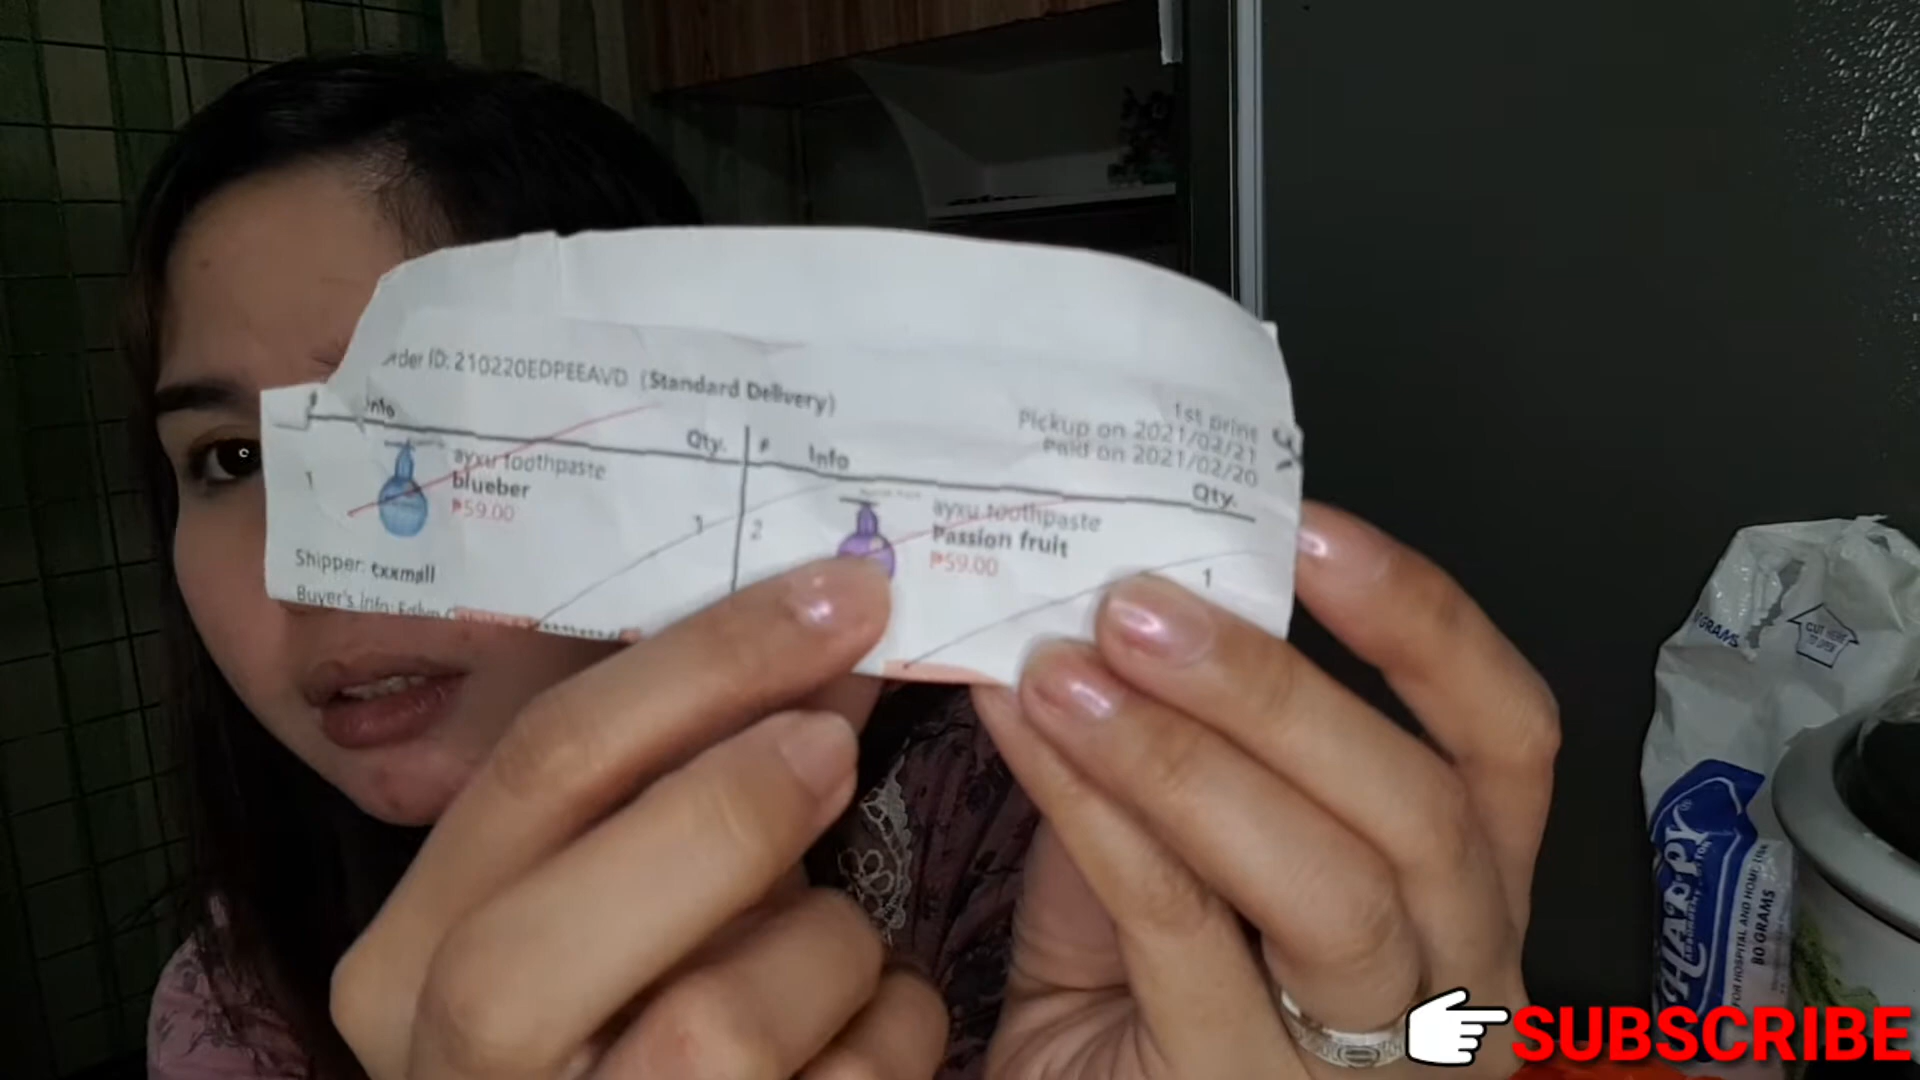 der ID: 210220EDPEEAVD (Standard Delivery)
1st print
Pickup on 2021/02/21
Paid on 2021/02/20
# Info Qty. # Info Qty.
1 ayxu toothpaste 1
blueber
₱59.00
2 ayxu toothpaste 1
Passion fruit
₱59.00
Shipper: txxmall
Buyer's info:
GRAMS
CUT HERE
TO OPEN
HAPPY
ABSORBENT
FOR HOSPITAL AND HOME USE
80 GRAMS
SUBSCRIBE